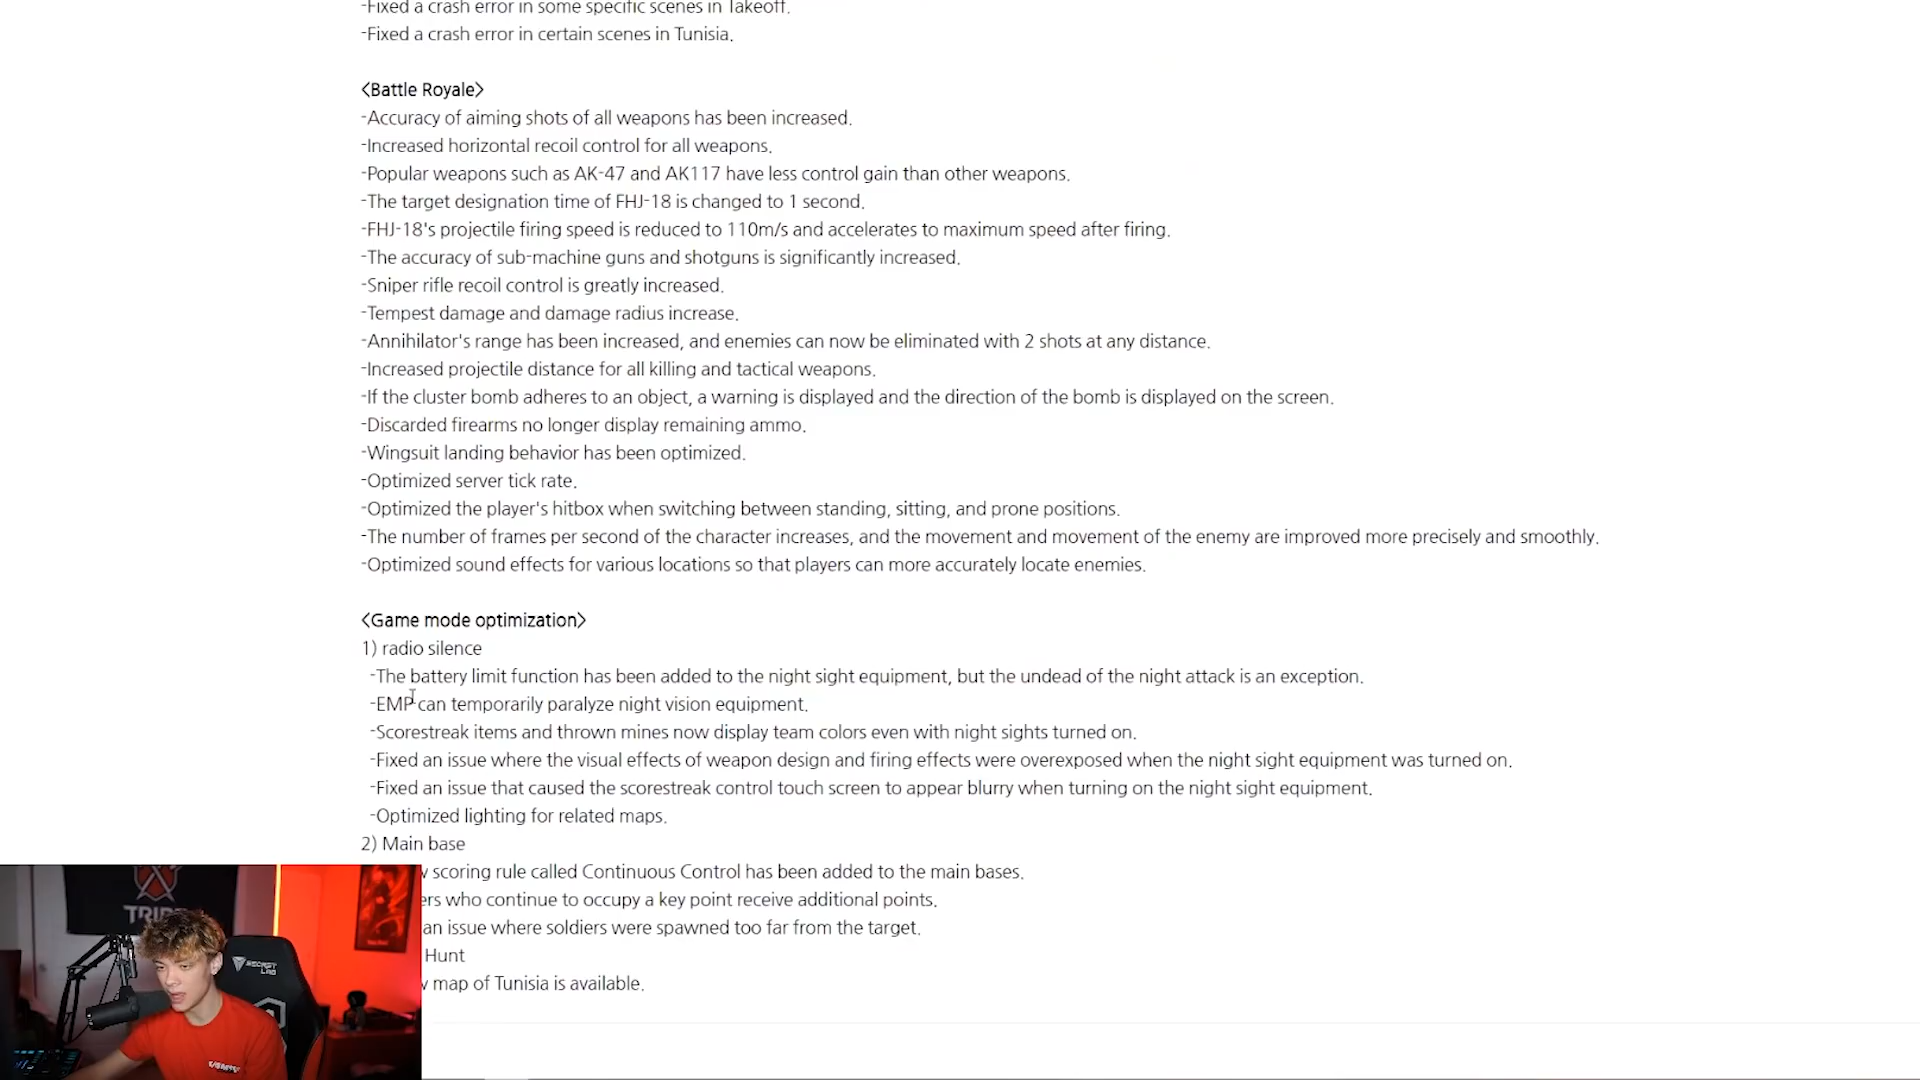 -Fixed a crash error in some specific scenes in Takeoff.
-Fixed a crash error in certain scenes in Tunisia.
<Battle Royale>
-Accuracy of aiming shots of all weapons has been increased.
-Increased horizontal recoil control for all weapons.
-Popular weapons such as AK-47 and AK117 have less control gain than other weapons.
-The target designation time of FHJ-18 is changed to 1 second.
-FHJ-18's projectile firing speed is reduced to 110m/s and accelerates to maximum speed after firing.
-The accuracy of sub-machine guns and shotguns is significantly increased.
-Sniper rifle recoil control is greatly increased.
-Tempest damage and damage radius increase.
-Annihilator's range has been increased, and enemies can now be eliminated with 2 shots at any distance.
-Increased projectile distance for all killing and tactical weapons.
-If the cluster bomb adheres to an object, a warning is displayed and the direction of the bomb is displayed on the screen.
-Discarded firearms no longer display remaining ammo.
-Wingsuit landing behavior has been optimized.
-Optimized server tick rate.
-Optimized the player's hitbox when switching between standing, sitting, and prone positions.
-The number of frames per second of the character increases, and the movement and movement of the enemy are improved more precisely and smoothly.
-Optimized sound effects for various locations so that players can more accurately locate enemies.
<Game mode optimization>
1) radio silence
-The battery limit function has been added to the night sight equipment, but the undead of the night attack is an exception.
-EMP can temporarily paralyze night vision equipment.
-Scorestreak items and thrown mines now display team colors even with night sights turned on.
-Fixed an issue where the visual effects of weapon design and firing effects were overexposed when the night sight equipment was turned on.
-Fixed an issue that caused the scorestreak control touch screen to appear blurry when turning on the night sight equipment.
-Optimized lighting for related maps.
2) Main base
scoring rule called Continuous Control has been added to the main bases.
ers who continue to occupy a key point receive additional points.
an issue where soldiers were spawned too far from the target.
Hunt
map of Tunisia is available.
TRIBE
SECRET
LAB